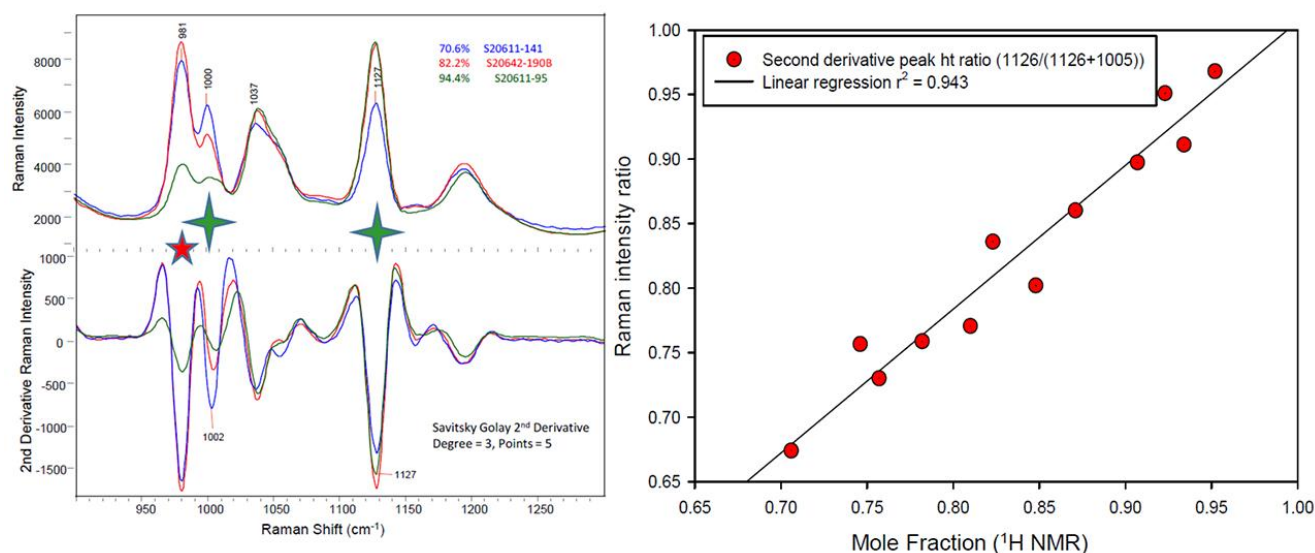 981
1000
1037
1127
70.6% S20611-141
82.2% S20642-190B
94.4% S20611-95
Raman Intensity
8000
6000
4000
2000
1000
500
0
-500
-1000
-1500
2nd Derivative Raman Intensity
1002
1127
Savitsky Golay 2nd Derivative
Degree = 3, Points = 5
950 1000 1050 1100 1150 1200 1250
Raman Shift (cm-1)
Second derivative peak ht ratio (1126/(1126+1005))
Linear regression r2 = 0.943
Raman intensity ratio
1.00
0.95
0.90
0.85
0.80
0.75
0.70
0.65
0.65 0.70 0.75 0.80 0.85 0.90 0.95 1.00
Mole Fraction (1H NMR)